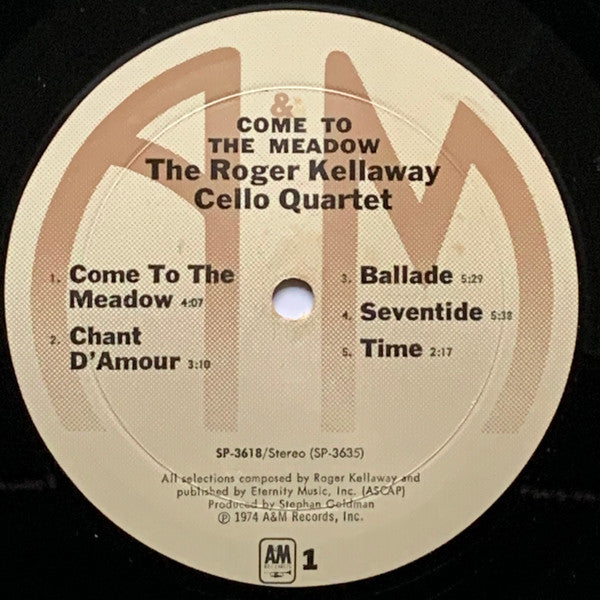 A&M
COME TO
THE MEADOW
The Roger Kellaway
Cello Quartet
1. Come To The
Meadow 4:07
2. Chant
D'Amour 3:10
3. Ballade 5:29
4. Seventide 5:38
5. Time 2:17
SP-3618/Stereo (SP-3635)
All selections composed by Roger Kellaway and
published by Eternity Music, Inc. (ASCAP)
Produced by Stephan Goldman
℗ 1974 A&M Records, Inc.
AM 1
RECORDS